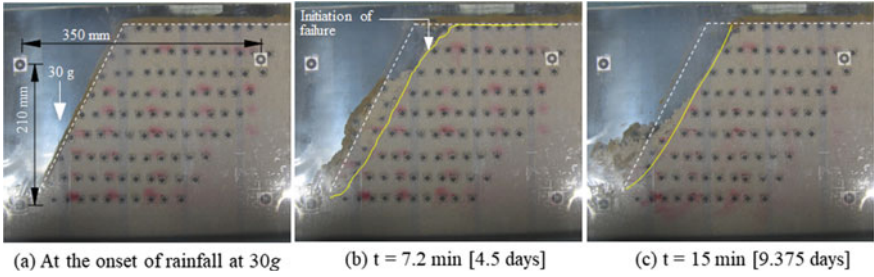 350 mm
30 g
210 mm
Initiation of
failure
(a) At the onset of rainfall at 30g
(b) t = 7.2 min [4.5 days]
(c) t = 15 min [9.375 days]